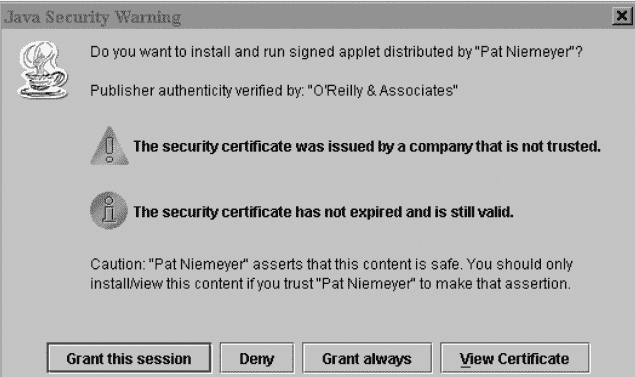 Java Security Warning
Do you want to install and run signed applet distributed by "Pat Niemeyer"?
Publisher authenticity verified by: "O'Reilly & Associates"
The security certificate was issued by a company that is not trusted.
The security certificate has not expired and is still valid.
Caution: "Pat Niemeyer" asserts that this content is safe. You should only
install/view this content if you trust "Pat Niemeyer" to make that assertion.
Grant this session Deny Grant always View Certificate